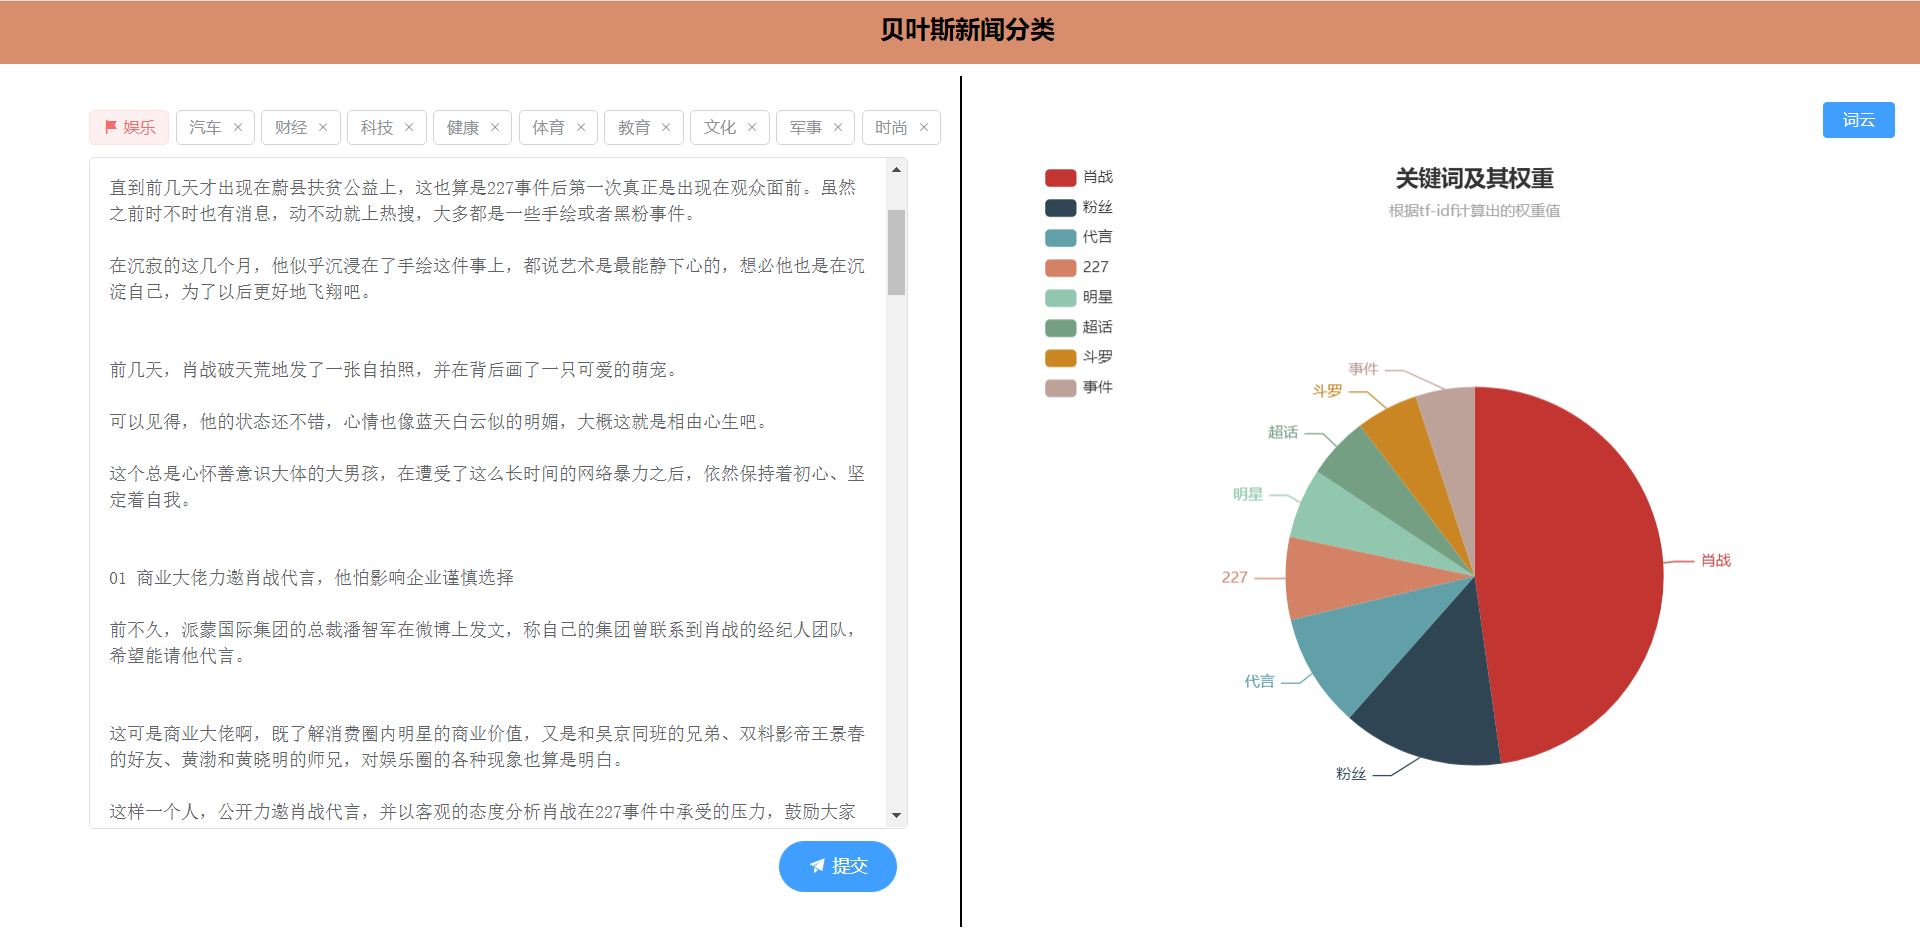 贝叶斯新闻分类
娱乐 汽车 × 财经 × 科技 × 健康 × 体育 × 教育 × 文化 × 军事 × 时尚 ×
直到前几天才出现在蔚县扶贫公益上，这也算是227事件后第一次真正是出现在观众面前。虽然
之前时不时也有消息，动不动就上热搜，大多都是一些手绘或者黑粉事件。
在沉寂的这几个月，他似乎沉浸在了手绘这件事上，都说艺术是最能静下心的，想必他也是在沉
淀自己，为了以后更好地飞翔吧。
前几天，肖战破天荒地发了一张自拍照，并在背后画了一只可爱的萌宠。
可以见得，他的状态还不错，心情也像蓝天白云似的明媚，大概这就是相由心生吧。
这个总是心怀善意识大体的大男孩，在遭受了这么长时间的网络暴力之后，依然保持着初心、坚
定着自我。
01 商业大佬力邀肖战代言，他怕影响企业谨慎选择
前不久，派蒙国际集团的总裁潘智军在微博上发文，称自己的集团曾联系到肖战的经纪人团队，
希望能请他代言。
这可是商业大佬啊，既了解消费圈内明星的商业价值，又是和吴京同班的兄弟、双料影帝王景春
的好友、黄渤和黄晓明的师兄，对娱乐圈的各种现象也算是明白。
这样一个人，公开力邀肖战代言，并以客观的态度分析肖战在227事件中承受的压力，鼓励大家
提交
词云
关键词及其权重
根据tf-idf计算出的权重值
肖战
粉丝
代言
227
明星
超话
斗罗
事件
事件
斗罗
超话
明星
227
代言
粉丝
肖战